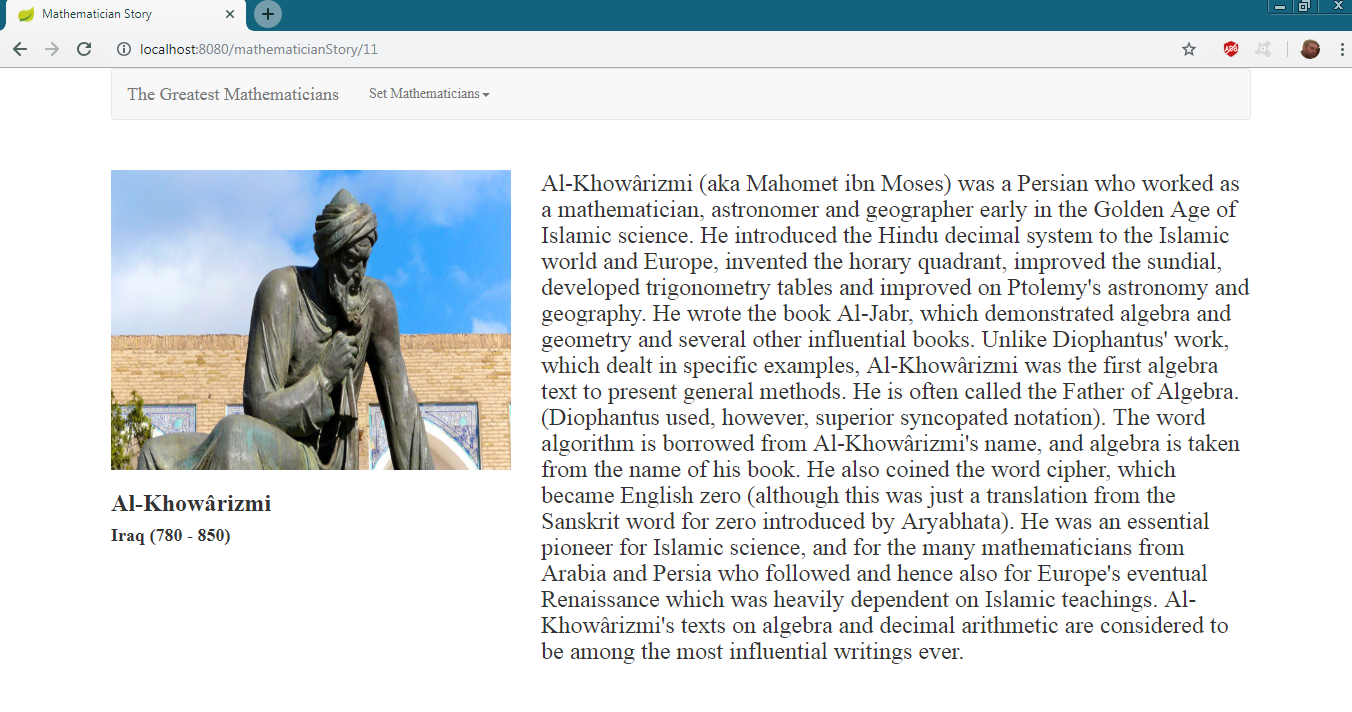 Mathematician Story
localhost:8080/mathematicianStory/11
ABP
The Greatest Mathematicians
Set Mathematicians
Al-Khowârizmi (aka Mahomet ibn Moses) was a Persian who worked as
a mathematician, astronomer and geographer early in the Golden Age of
Islamic science. He introduced the Hindu decimal system to the Islamic
world and Europe, invented the horary quadrant, improved the sundial,
developed trigonometry tables and improved on Ptolemy's astronomy and
geography. He wrote the book Al-Jabr, which demonstrated algebra and
geometry and several other influential books. Unlike Diophantus' work,
which dealt in specific examples, Al-Khowârizmi was the first algebra
text to present general methods. He is often called the Father of Algebra.
(Diophantus used, however, superior syncopated notation). The word
algorithm is borrowed from Al-Khowârizmi's name, and algebra is taken
from the name of his book. He also coined the word cipher, which
became English zero (although this was just a translation from the
Sanskrit word for zero introduced by Aryabhata). He was an essential
pioneer for Islamic science, and for the many mathematicians from
Arabia and Persia who followed and hence also for Europe's eventual
Renaissance which was heavily dependent on Islamic teachings. Al-
Khowârizmi's texts on algebra and decimal arithmetic are considered to
be among the most influential writings ever.
Al-Khowârizmi
Iraq (780 - 850)